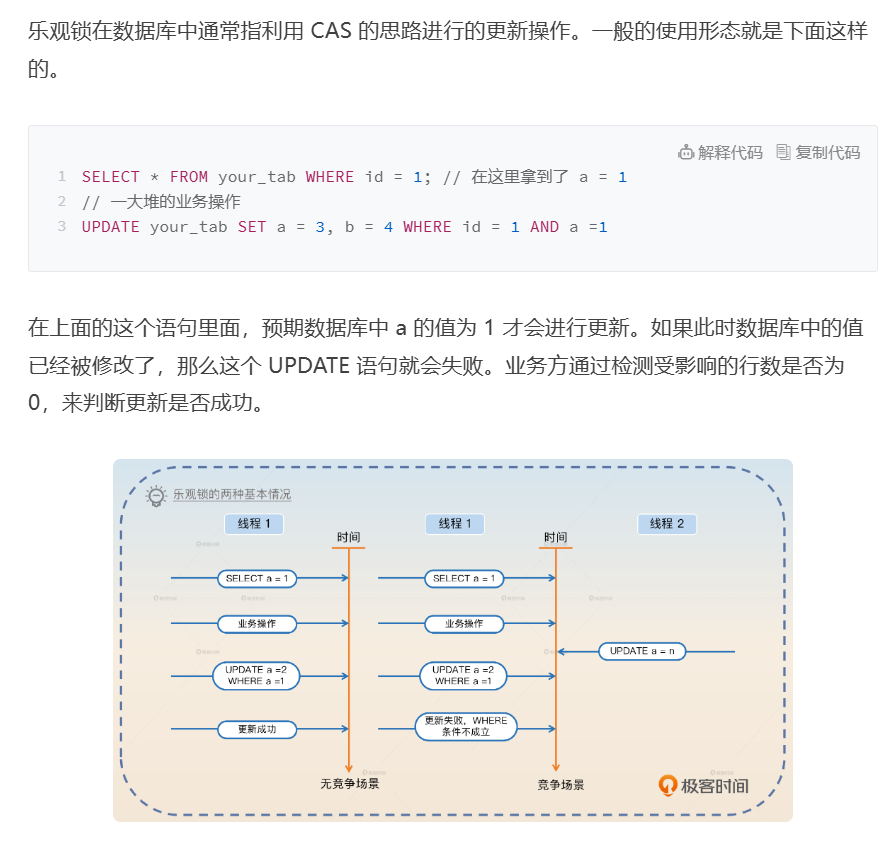 乐观锁在数据库中通常指利用 CAS 的思路进行的更新操作。一般的使用形态就是下面这样
的。
解释代码 复制代码
1 SELECT * FROM your_tab WHERE id = 1; // 在这里拿到了 a = 1
2 // 一大堆的业务操作
3 UPDATE your_tab SET a = 3, b = 4 WHERE id = 1 AND a =1
在上面的这个语句里面，预期数据库中 a 的值为 1 才会进行更新。如果此时数据库中的值
已经被修改了，那么这个 UPDATE 语句就会失败。业务方通过检测受影响的行数是否为
0，来判断更新是否成功。
乐观锁的两种基本情况
线程 1 线程 1 线程 2
时间 时间
SELECT a = 1 SELECT a = 1
业务操作 业务操作
UPDATE a = n
UPDATE a =2 UPDATE a =2
WHERE a =1 WHERE a =1
更新成功
更新失败，WHERE
条件不成立
无竞争场景 竞争场景
极客时间